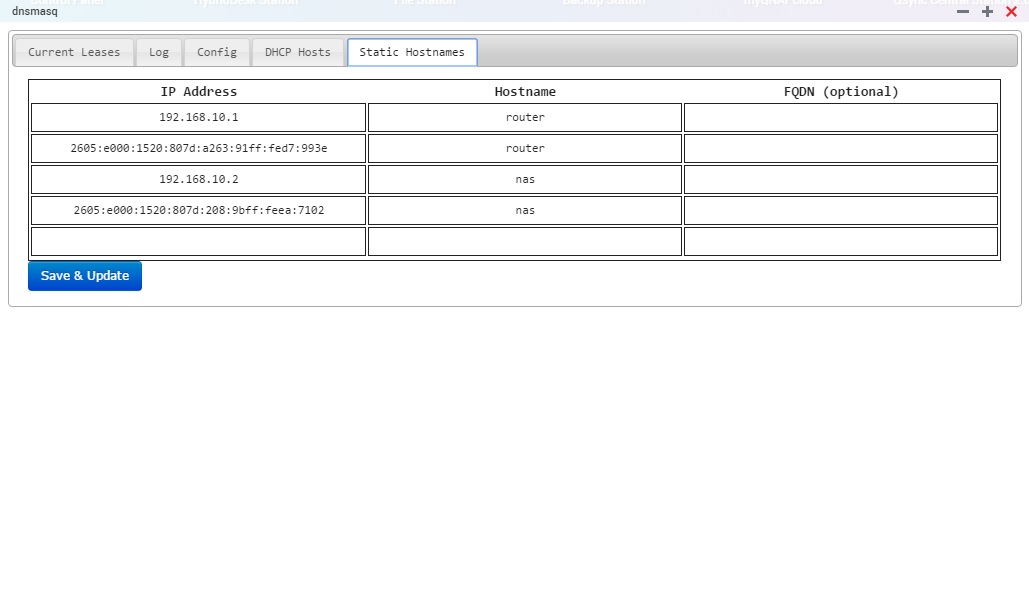 dnsmasq
Current Leases Log Config DHCP Hosts Static Hostnames
IP Address Hostname FQDN (optional)
192.168.10.1 router
2605:e000:1520:807d:a263:91ff:fed7:993e router
192.168.10.2 nas
2605:e000:1520:807d:208:9bff:feea:7102 nas
Save & Update